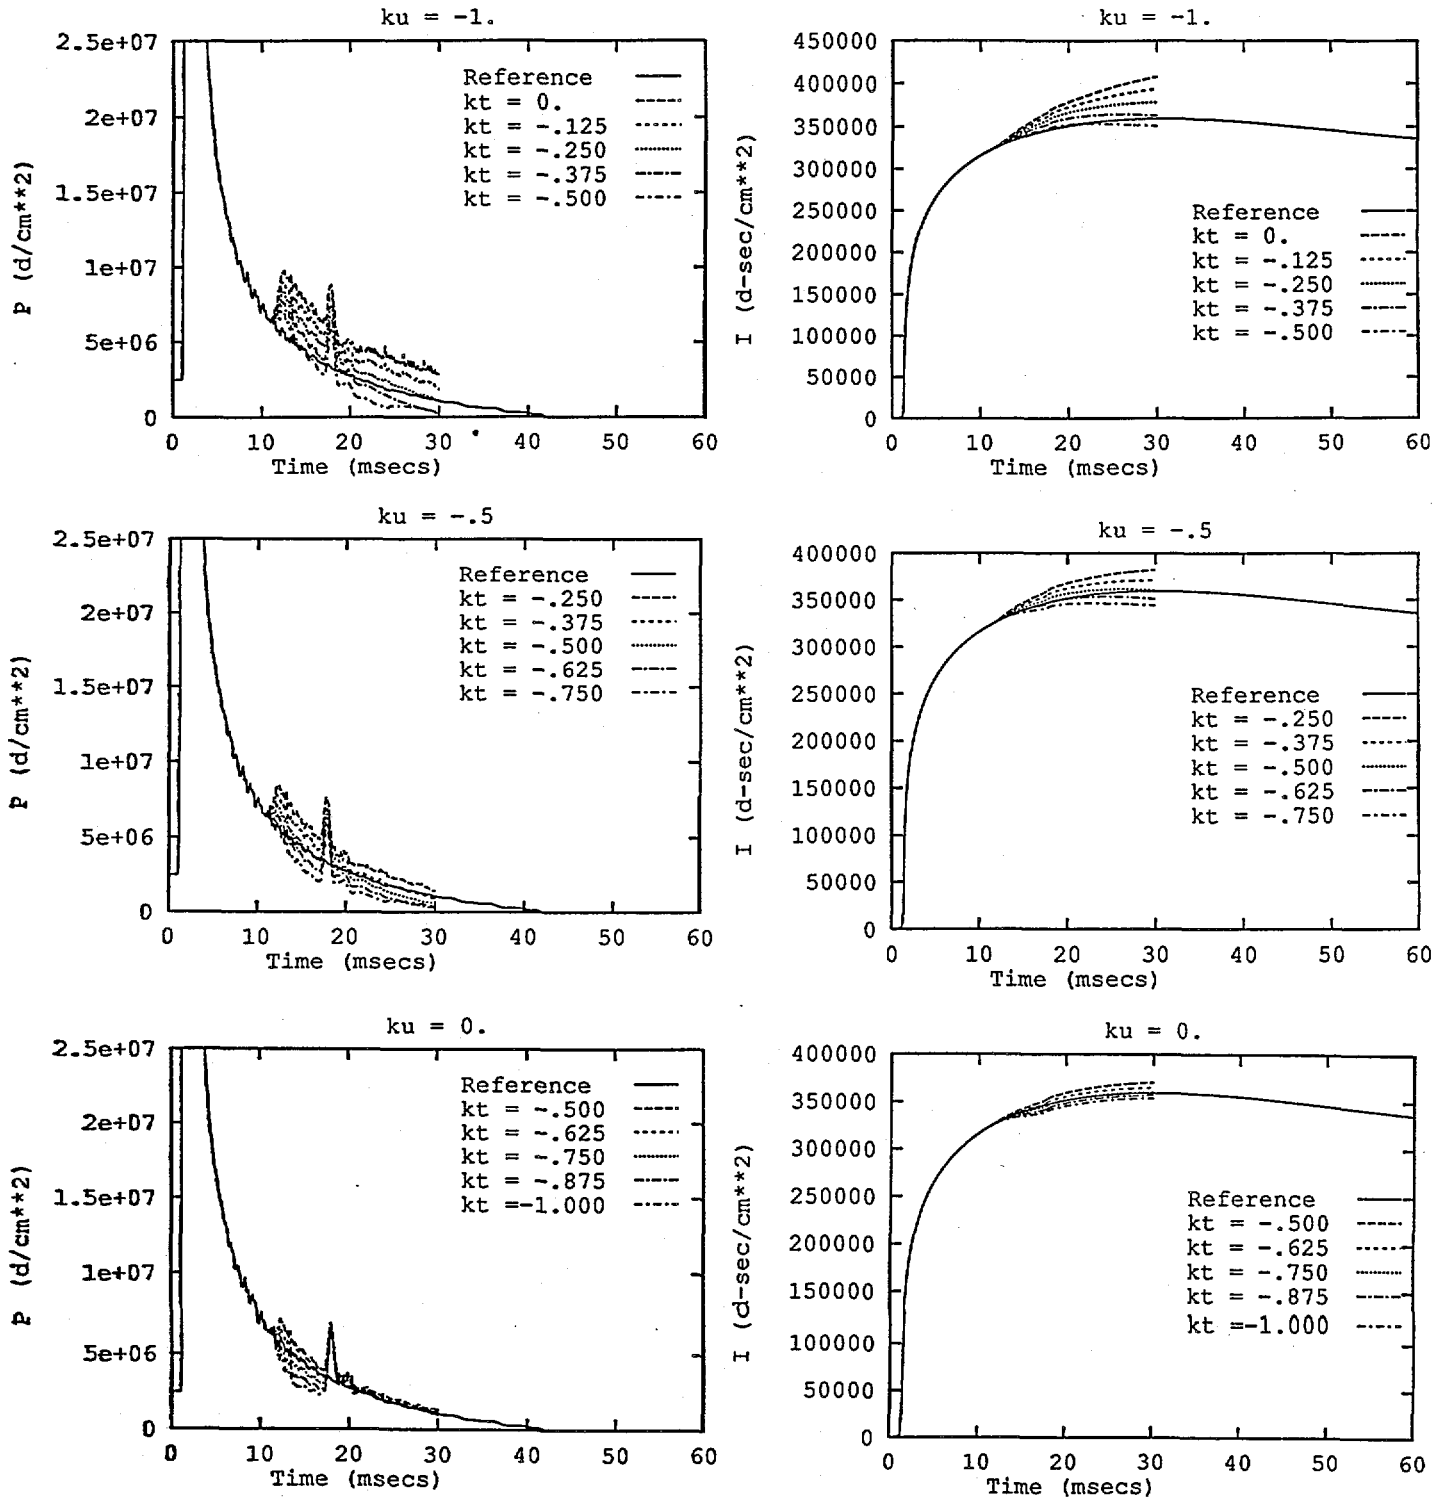 ku = -1.
2.5e+07
2e+07
1.5e+07
1e+07
5e+06
0
P (d/cm**2)
Reference
kt = 0.
kt = -.125
kt = -.250
kt = -.375
kt = -.500
0 10 20 30 40 50 60
Time (msecs)
ku = -1.
450000
400000
350000
300000
250000
200000
150000
100000
50000
0
I (d-sec/cm**2)
Reference
kt = 0.
kt = -.125
kt = -.250
kt = -.375
kt = -.500
0 10 20 30 40 50 60
Time (msecs)
ku = -.5
2.5e+07
2e+07
1.5e+07
1e+07
5e+06
0
P (d/cm**2)
Reference
kt = -.250
kt = -.375
kt = -.500
kt = -.625
kt = -.750
0 10 20 30 40 50 60
Time (msecs)
ku = -.5
400000
350000
300000
250000
200000
150000
100000
50000
0
I (d-sec/cm**2)
Reference
kt = -.250
kt = -.375
kt = -.500
kt = -.625
kt = -.750
0 10 20 30 40 50 60
Time (msecs)
ku = 0.
2.5e+07
2e+07
1.5e+07
1e+07
5e+06
0
P (d/cm**2)
Reference
kt = -.500
kt = -.625
kt = -.750
kt = -.875
kt =-1.000
0 10 20 30 40 50 60
Time (msecs)
ku = 0.
400000
350000
300000
250000
200000
150000
100000
50000
0
I (d-sec/cm**2)
Reference
kt = -.500
kt = -.625
kt = -.750
kt = -.875
kt =-1.000
0 10 20 30 40 50 60
Time (msecs)